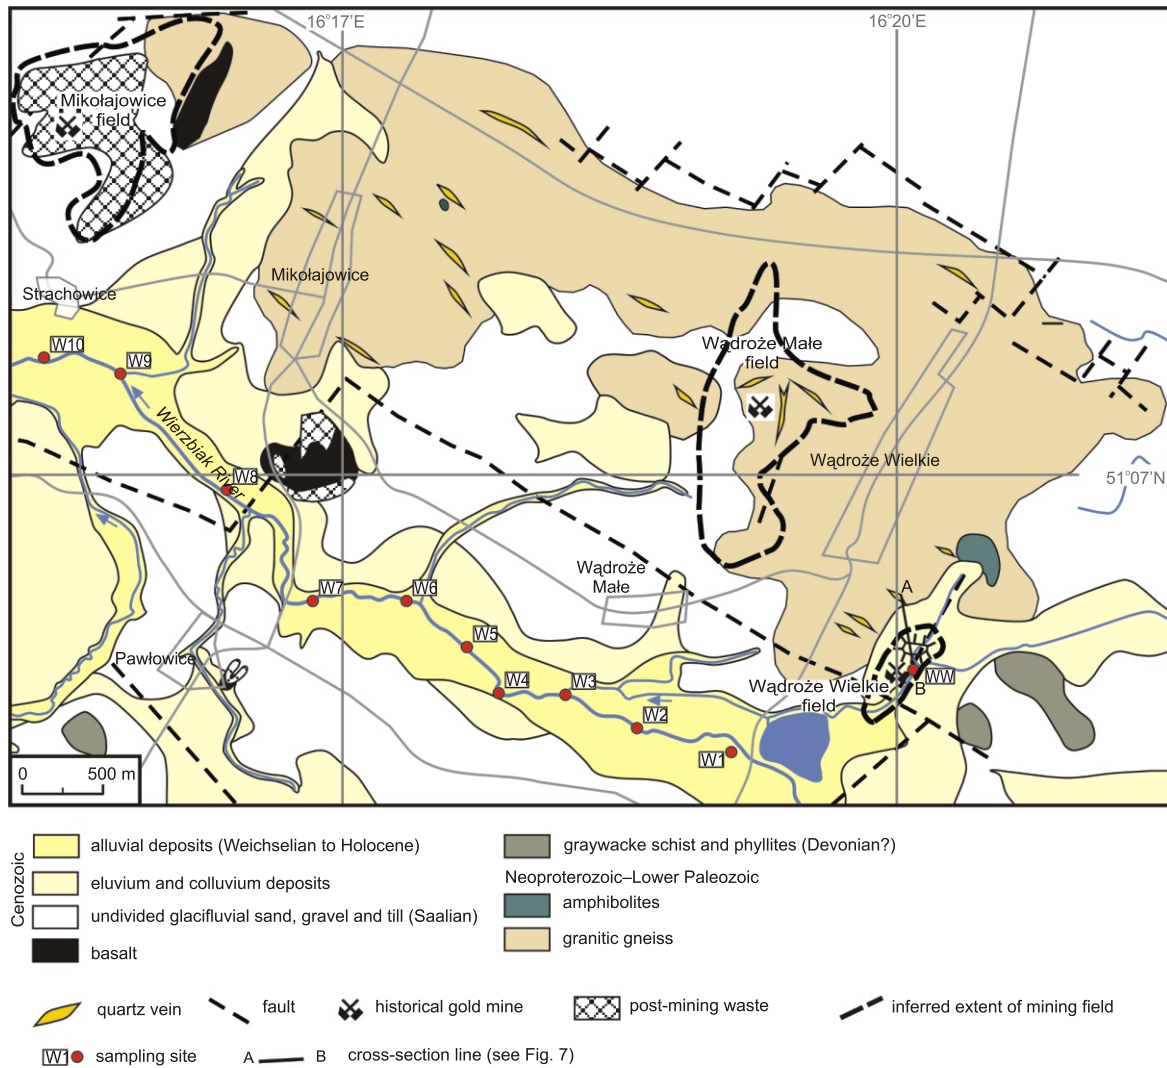 16°17'E
16°20'E
Mikołajowice
field
Mikołajowice
Strachowice
W10
W9
Wądroże Małe
field
Wierzbiak River
W8
Wądroże Wielkie
51°07'N
Wądroże
Małe
W7
W6
A
W5
Pawłowice
W4
W3
Wądroże Wielkie
field
WW
B
W2
W1
0
500 m
Cenozoic
alluvial deposits (Weichselian to Holocene)
eluvium and colluvium deposits
undivided glacifluvial sand, gravel and till (Saalian)
basalt
graywacke schist and phyllites (Devonian?)
Neoproterozoic–Lower Paleozoic
amphibolites
granitic gneiss
quartz vein
fault
historical gold mine
post-mining waste
inferred extent of mining field
W1
sampling site
A
B
cross-section line (see Fig. 7)